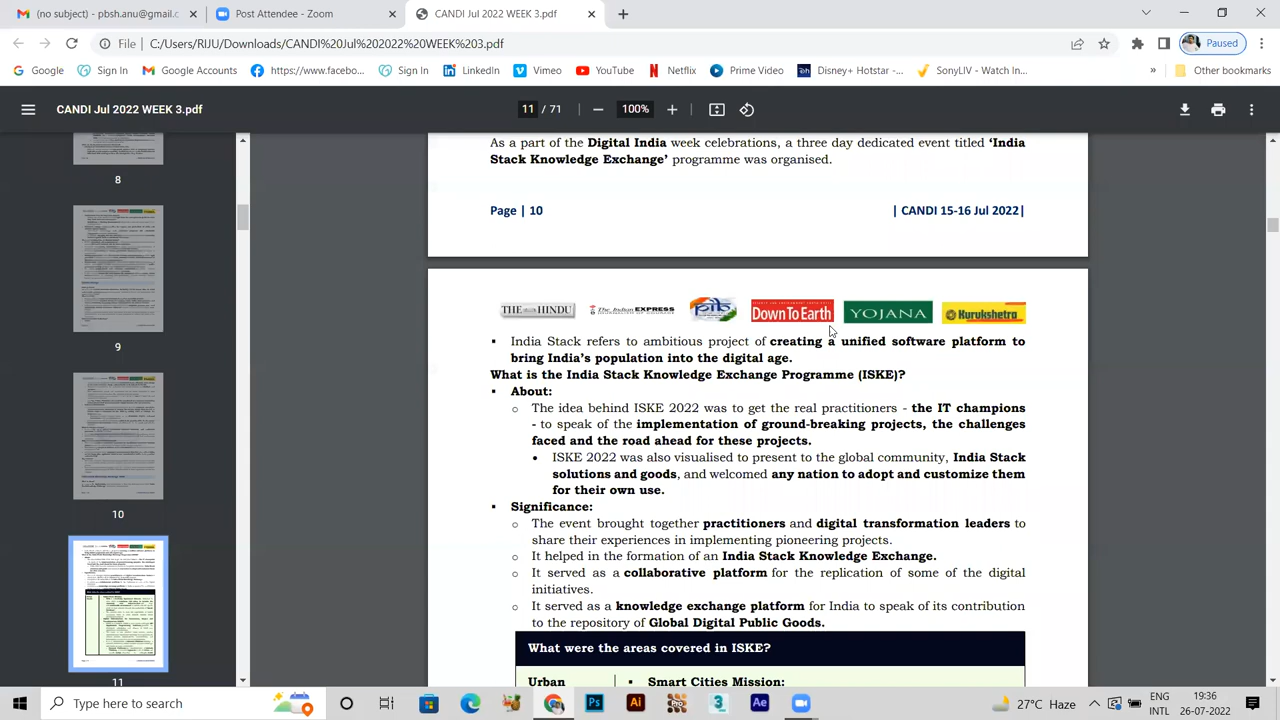 (no subject) - pbsh.anu@gmail.c
Post Attendee - Zoom
CANDI Jul 2022 WEEK 3.pdf
File
C:/Users/RIJU/Downloads/CANDI%20Jul%202022%20WEEK%203.pdf
Paused
Google
Sign In
Google Accounts
https://www.facebo...
Sign In
LinkedIn
Vimeo
YouTube
Netflix
Prime Video
Disney+ Hotstar -...
SonyLIV - Watch In...
»
Other bookmarks
CANDI Jul 2022 WEEK 3.pdf
11 / 71
100%
8
9
10
11
As a part of the Digital India week celebrations, a three day dedicated event titled ‘India
Stack Knowledge Exchange’ programme was organised.
Page | 10
| CANDI 15-16 Jul 2022|
THE HINDU
The Indian EXPRESS
Down To Earth
YOJANA
Kurukshetra
▪ India Stack refers to ambitious project of creating a unified software platform to
bring India’s population into the digital age.
What is the India Stack Knowledge Exchange Program (ISKE)?
▪ About:
o The idea behind ISKE 2022 was to get the real practitioners - the IT champions
to speak of the implementation of ground-breaking projects, the challenges
faced and the road ahead for these projects.
• ISKE 2022 was also visualised to present to the global community, India Stack
solutions and goods, and welcomed any nation to adopt and customize them
for their own use.
▪ Significance:
o The event brought together practitioners and digital transformation leaders to
share their experiences in implementing pioneering projects.
o It helped in the formation of an India Stack Knowledge Exchange.
o It served as a collaborative platform for the replication of some of the digital
initiatives.
o It served as a knowledge exchange platform for India to speak of its contribution
to the repository of Global Digital Public Goods.
What were the areas covered in ISKE?
Urban
▪ Smart Cities Mission:
Type here to search
Ps
Ai
Pro
3
Ae
27°C Haze
ENG
INTL
19:36
26-07-2022